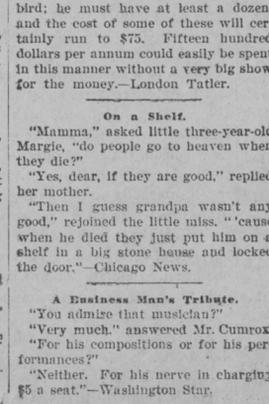 bird; he must have at least a dozen
and the cost of some of these will cer
tainly run to $75. Fifteen hundred
dollars per annum could easily be spen
in this manner without a very big show
for the money.—London Tatler.
On a Shelf.
"Mamma," asked little three-year-old
Margie, "do people go to heaven when
they die?"
"Yes, dear, if they are good," replied
her mother.
"Then I guess grandpa wasn't any
good," rejoined the little miss. "'cause
when he died they just put him on a
shelf in a big stone house and locked
the door."—Chicago News.
A Business Man's Tribute.
"You admire that musician?"
"Very much." answered Mr. Cumrox
"For his compositions or for his per
formances?"
"Neither. For his nerve in charging
$5 a seat."—Washington Star.